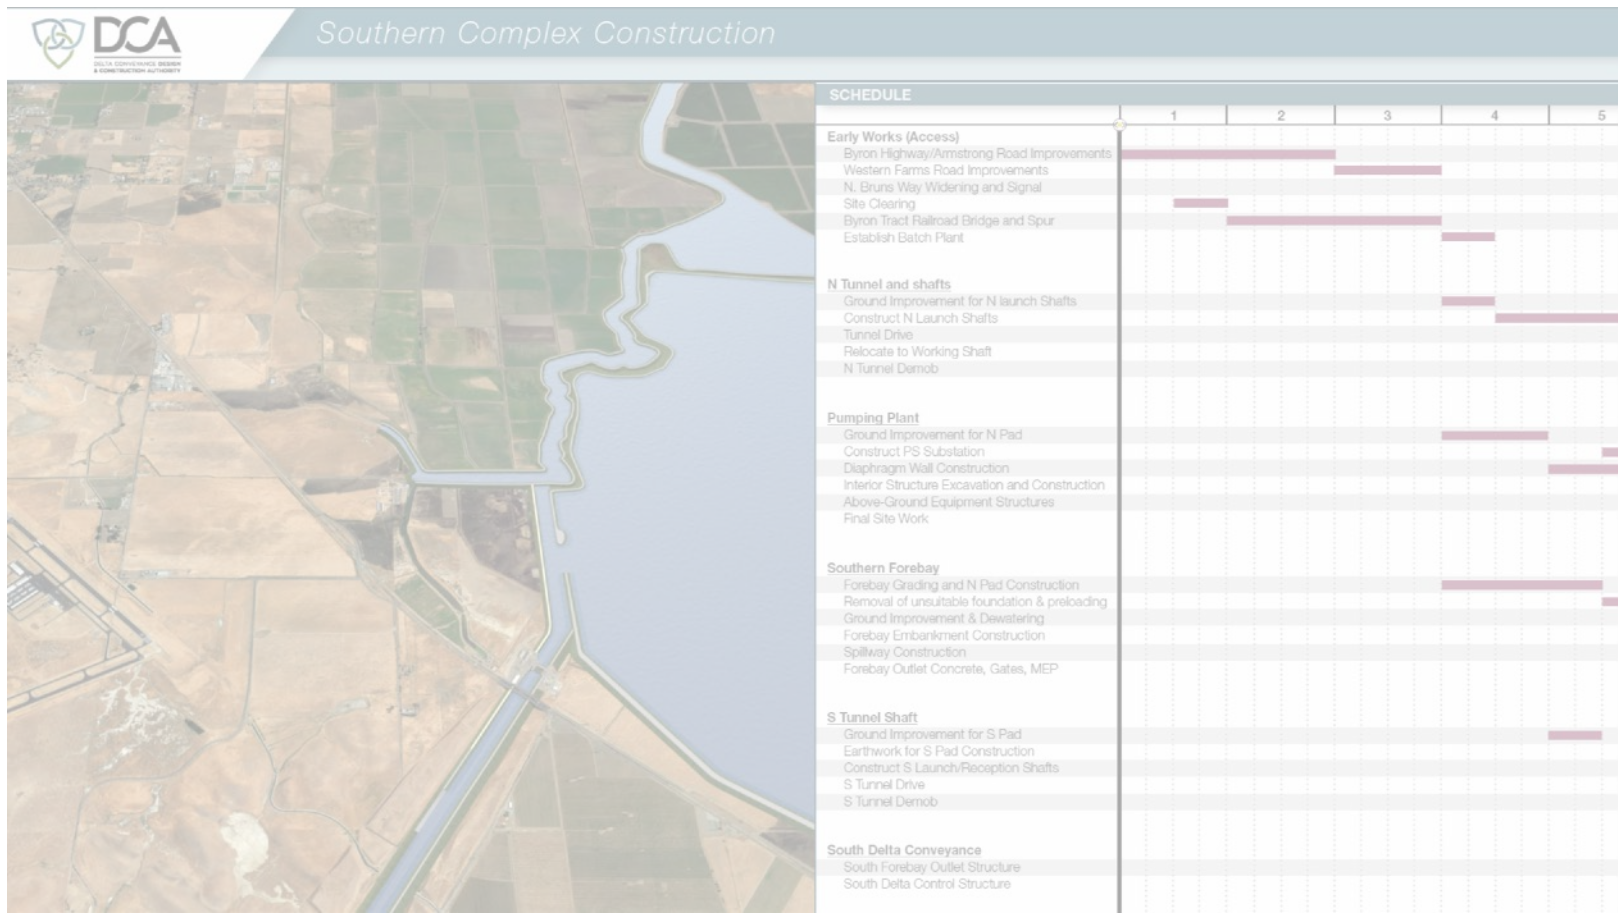 DCA
DELTA CONVEYANCE DESIGN
& CONSTRUCTION AUTHORITY
Southern Complex Construction
SCHEDULE
1 2 3 4 5
Early Works (Access)
Byron Highway/Armstrong Road Improvements
Western Farms Road Improvements
N. Bruns Way Widening and Signal
Site Clearing
Byron Tract Railroad Bridge and Spur
Establish Batch Plant
N Tunnel and shafts
Ground Improvement for N launch Shafts
Construct N Launch Shafts
Tunnel Drive
Relocate to Working Shaft
N Tunnel Demob
Pumping Plant
Ground Improvement for N Pad
Construct PS Substation
Diaphragm Wall Construction
Interior Structure Excavation and Construction
Above-Ground Equipment Structures
Final Site Work
Southern Forebay
Forebay Grading and N Pad Construction
Removal of unsuitable foundation & preloading
Ground Improvement & Dewatering
Forebay Embankment Construction
Spillway Construction
Forebay Outlet Concrete, Gates, MEP
S Tunnel Shaft
Ground Improvement for S Pad
Earthwork for S Pad Construction
Construct S Launch/Reception Shafts
S Tunnel Drive
S Tunnel Demob
South Delta Conveyance
South Forebay Outlet Structure
South Delta Control Structure